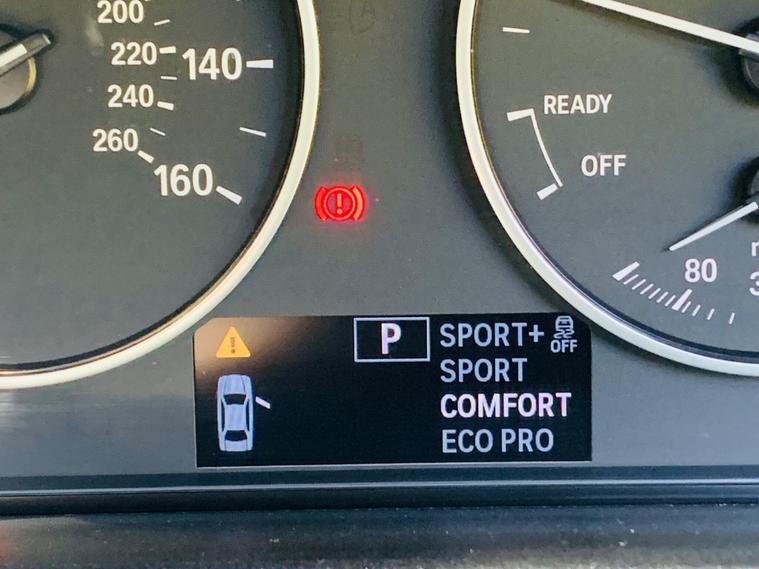 200
220
140
240
260
160
READY
OFF
80
P
SPORT+
OFF
SPORT
COMFORT
ECO PRO